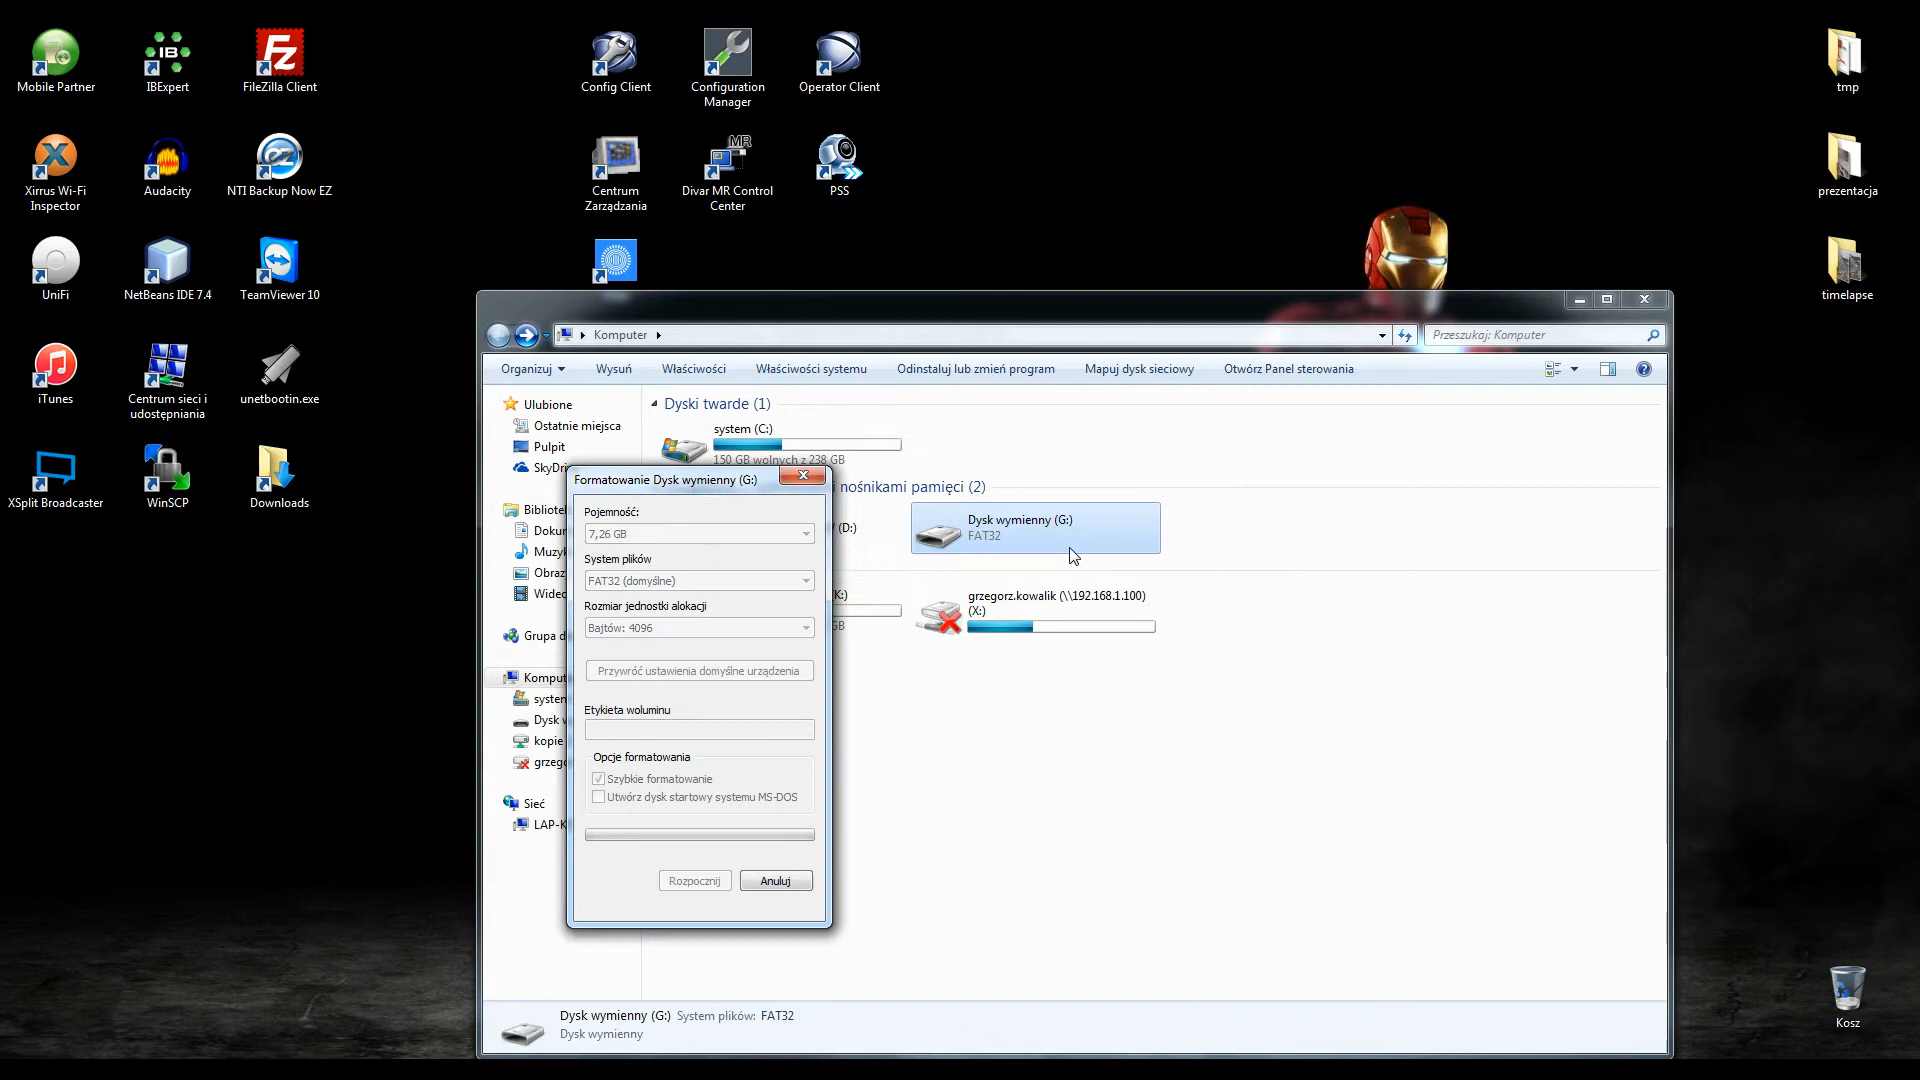 Mobile Partner
IBExpert
FileZilla Client
Config Client
Configuration
Manager
Operator Client
tmp
Xirrus Wi-Fi
Inspector
Audacity
NTI Backup Now EZ
Centrum
Zarządzania
Divar MR Control
Center
PSS
prezentacja
UniFi
NetBeans IDE 7.4
TeamViewer 10
timelapse
iTunes
Centrum sieci i
udostępniania
unetbootin.exe
XSplit Broadcaster
WinSCP
Downloads
Kosz
Komputer
Przeszukaj: Komputer
Organizuj
Wysuń
Właściwości
Właściwości systemu
Odinstaluj lub zmień program
Mapuj dysk sieciowy
Otwórz Panel sterowania
Ulubione
Ostatnie miejsca
Pulpit
SkyDri
Bibliotek
Dokun
Muzyk
Obraz
Wideo
Grupa d
Komput
system
Dysk w
kopie
grzego
Sieć
LAP-K
Dyski twarde (1)
system (C:)
150 GB wolnych z 238 GB
i nośnikami pamięci (2)
(D:)
Dysk wymienny (G:)
FAT32
K:)
GB
grzegorz.kowalik (\\192.168.1.100)
(X:)
Formatowanie Dysk wymienny (G:)
Pojemność:
7,26 GB
System plików
FAT32 (domyślne)
Rozmiar jednostki alokacji
Bajtów: 4096
Przywróć ustawienia domyślne urządzenia
Etykieta woluminu
Opcje formatowania
Szybkie formatowanie
Utwórz dysk startowy systemu MS-DOS
Rozpocznij
Anuluj
Dysk wymienny (G:) System plików: FAT32
Dysk wymienny